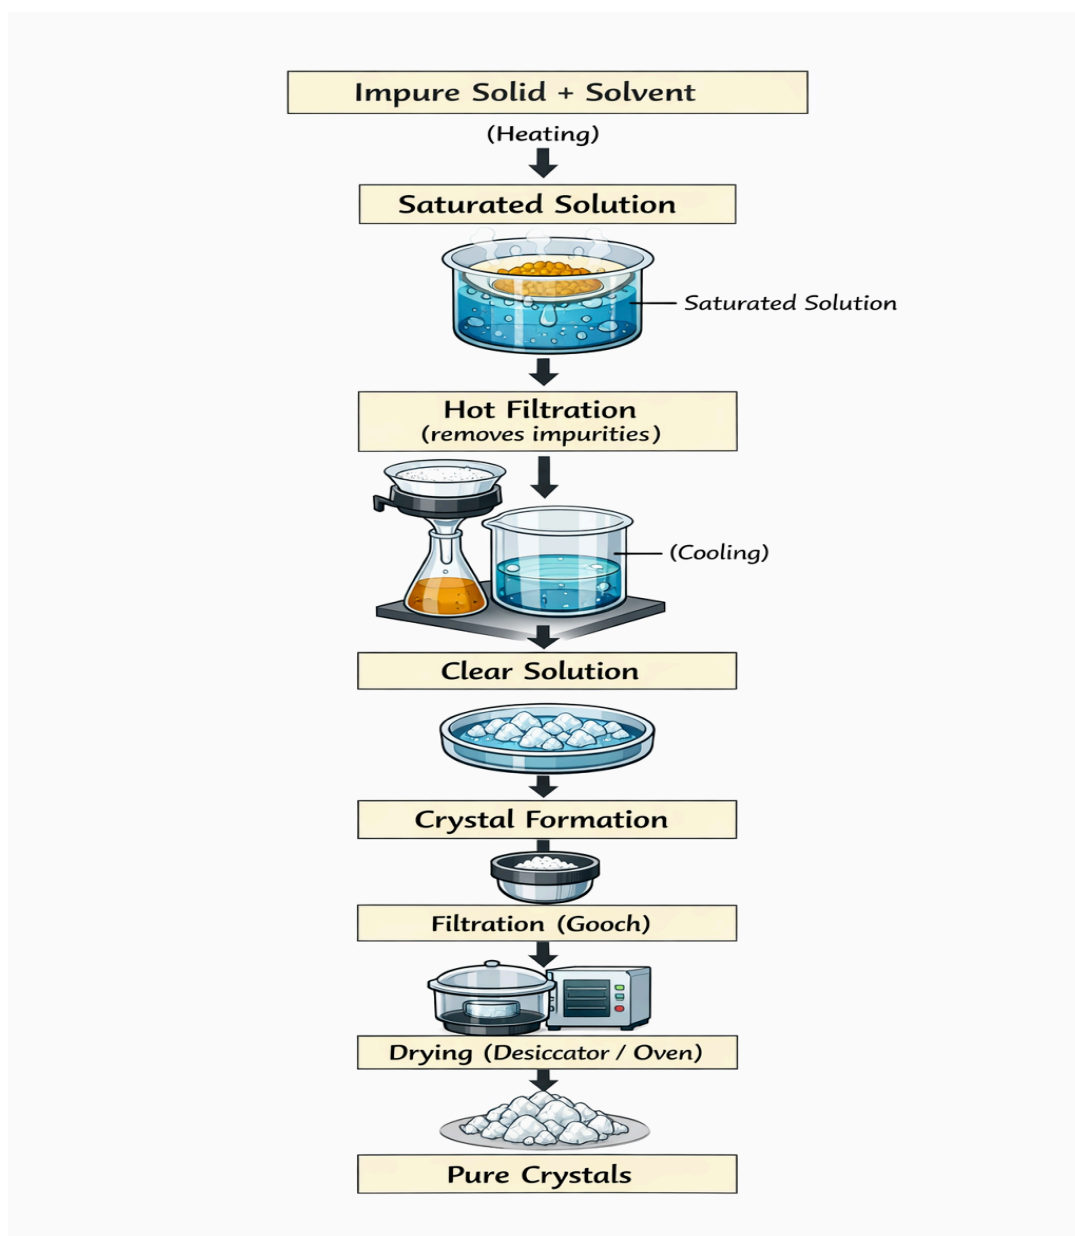 Impure Solid + Solvent
(Heating)
Saturated Solution
Saturated Solution
Hot Filtration
(removes impurities)
(Cooling)
Clear Solution
Crystal Formation
Filtration (Gooch)
Drying (Desiccator / Oven)
Pure Crystals